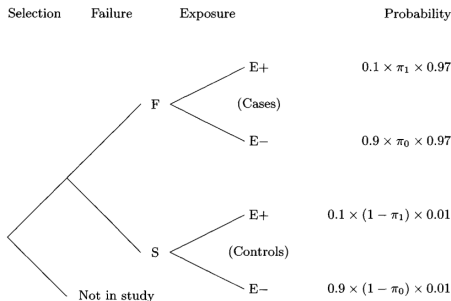 Selection Failure Exposure Probability
E+ 0.1 × π₁ × 0.97
F (Cases)
E− 0.9 × π₀ × 0.97
E+ 0.1 × (1 − π₁) × 0.01
S (Controls)
Not in study E− 0.9 × (1 − π₀) × 0.01